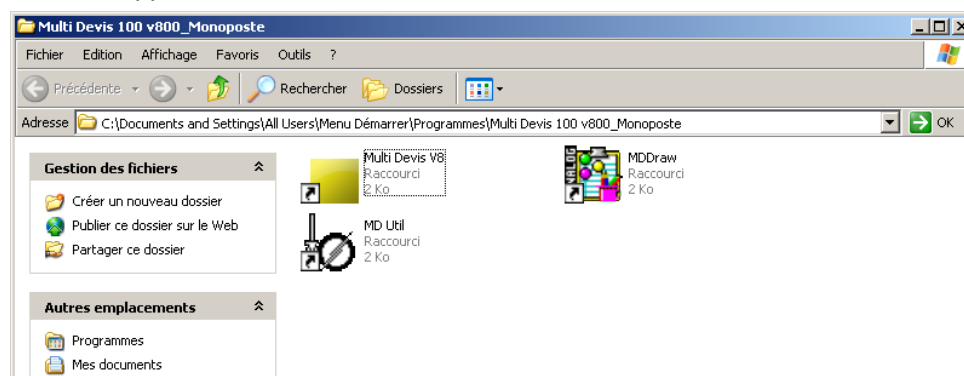 Multi Devis 100 v800_Monoposte
Fichier Edition Affichage Favoris Outils ?
Précédente Rechercher Dossiers
Adresse C:\Documents and Settings\All Users\Menu Démarrer\Programmes\Multi Devis 100 v800_Monoposte OK
Gestion des fichiers
Créer un nouveau dossier
Publier ce dossier sur le Web
Partager ce dossier
Autres emplacements
Programmes
Mes documents
Multi Devis V8
Raccourci
2 Ko
MDDraw
Raccourci
2 Ko
MD Util
Raccourci
2 Ko